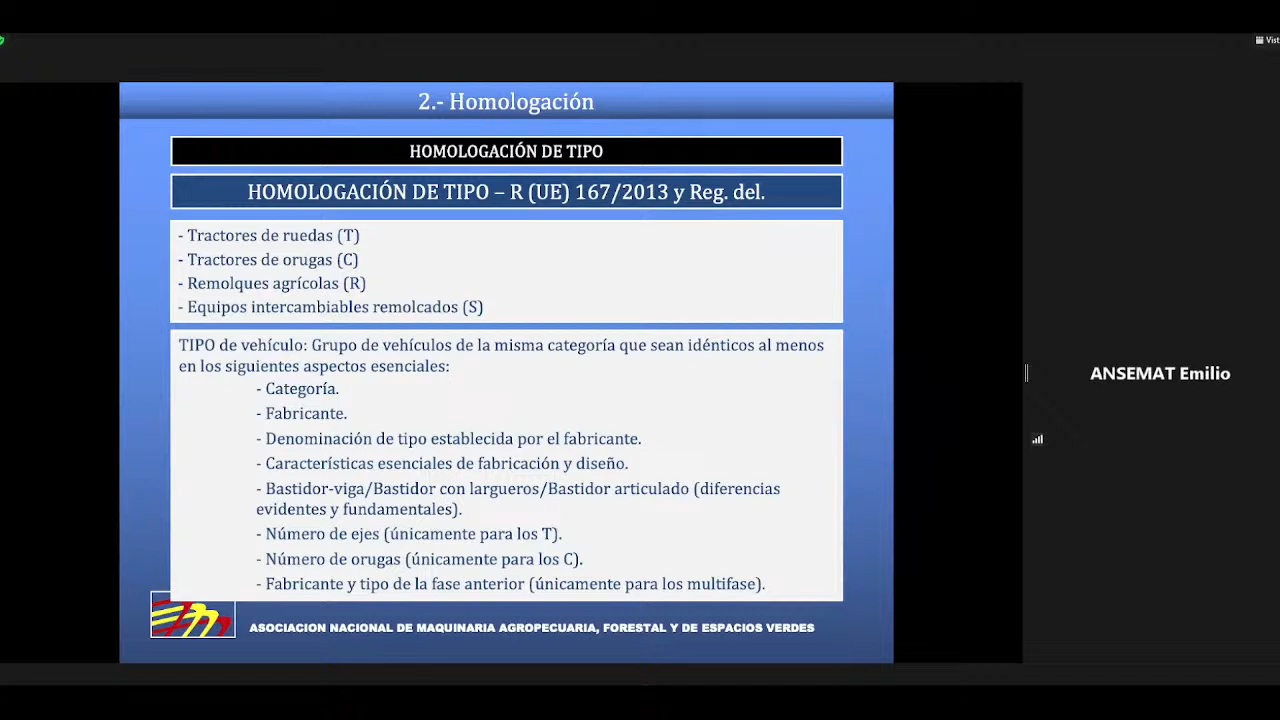 Vist
2.- Homologación
HOMOLOGACIÓN DE TIPO
HOMOLOGACIÓN DE TIPO – R (UE) 167/2013 y Reg. del.
- Tractores de ruedas (T)
- Tractores de orugas (C)
- Remolques agrícolas (R)
- Equipos intercambiables remolcados (S)
TIPO de vehículo: Grupo de vehículos de la misma categoría que sean idénticos al menos
en los siguientes aspectos esenciales:
- Categoría.
- Fabricante.
- Denominación de tipo establecida por el fabricante.
- Características esenciales de fabricación y diseño.
- Bastidor-viga/Bastidor con largueros/Bastidor articulado (diferencias
evidentes y fundamentales).
- Número de ejes (únicamente para los T).
- Número de orugas (únicamente para los C).
- Fabricante y tipo de la fase anterior (únicamente para los multifase).
ASOCIACION NACIONAL DE MAQUINARIA AGROPECUARIA, FORESTAL Y DE ESPACIOS VERDES
ANSEMAT Emilio